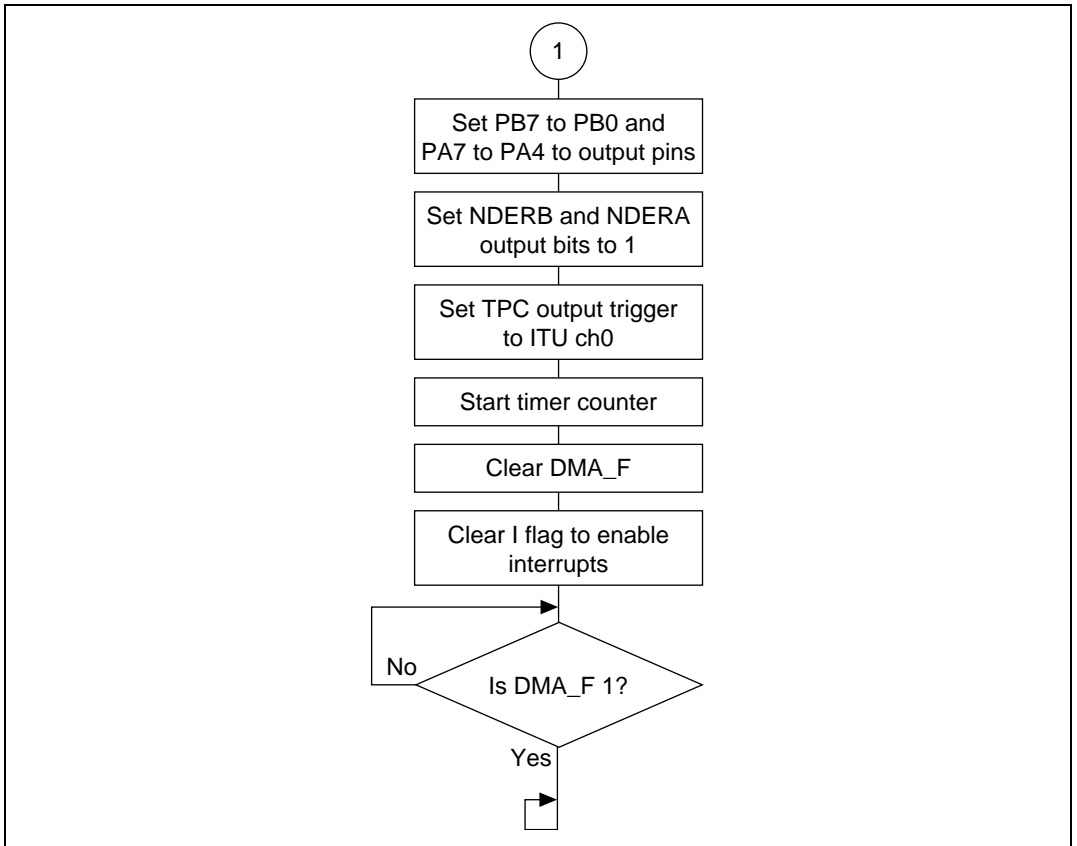 1
Set PB7 to PB0 and
PA7 to PA4 to output pins
Set NDERB and NDERA
output bits to 1
Set TPC output trigger
to ITU ch0
Start timer counter
Clear DMA_F
Clear I flag to enable
interrupts
No
Is DMA_F 1?
Yes